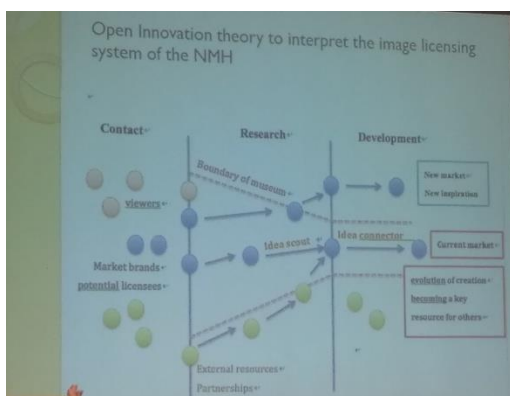 Open Innovation theory to interpret the image licensing
system of the NMH
Contact
Research
Development
Boundary of museum
New market
New inspiration
viewers
Idea scout
Idea connector
Current market
Market brands
potential licensees
evolution of creation
becoming a key
resource for others
External resources
Partnerships